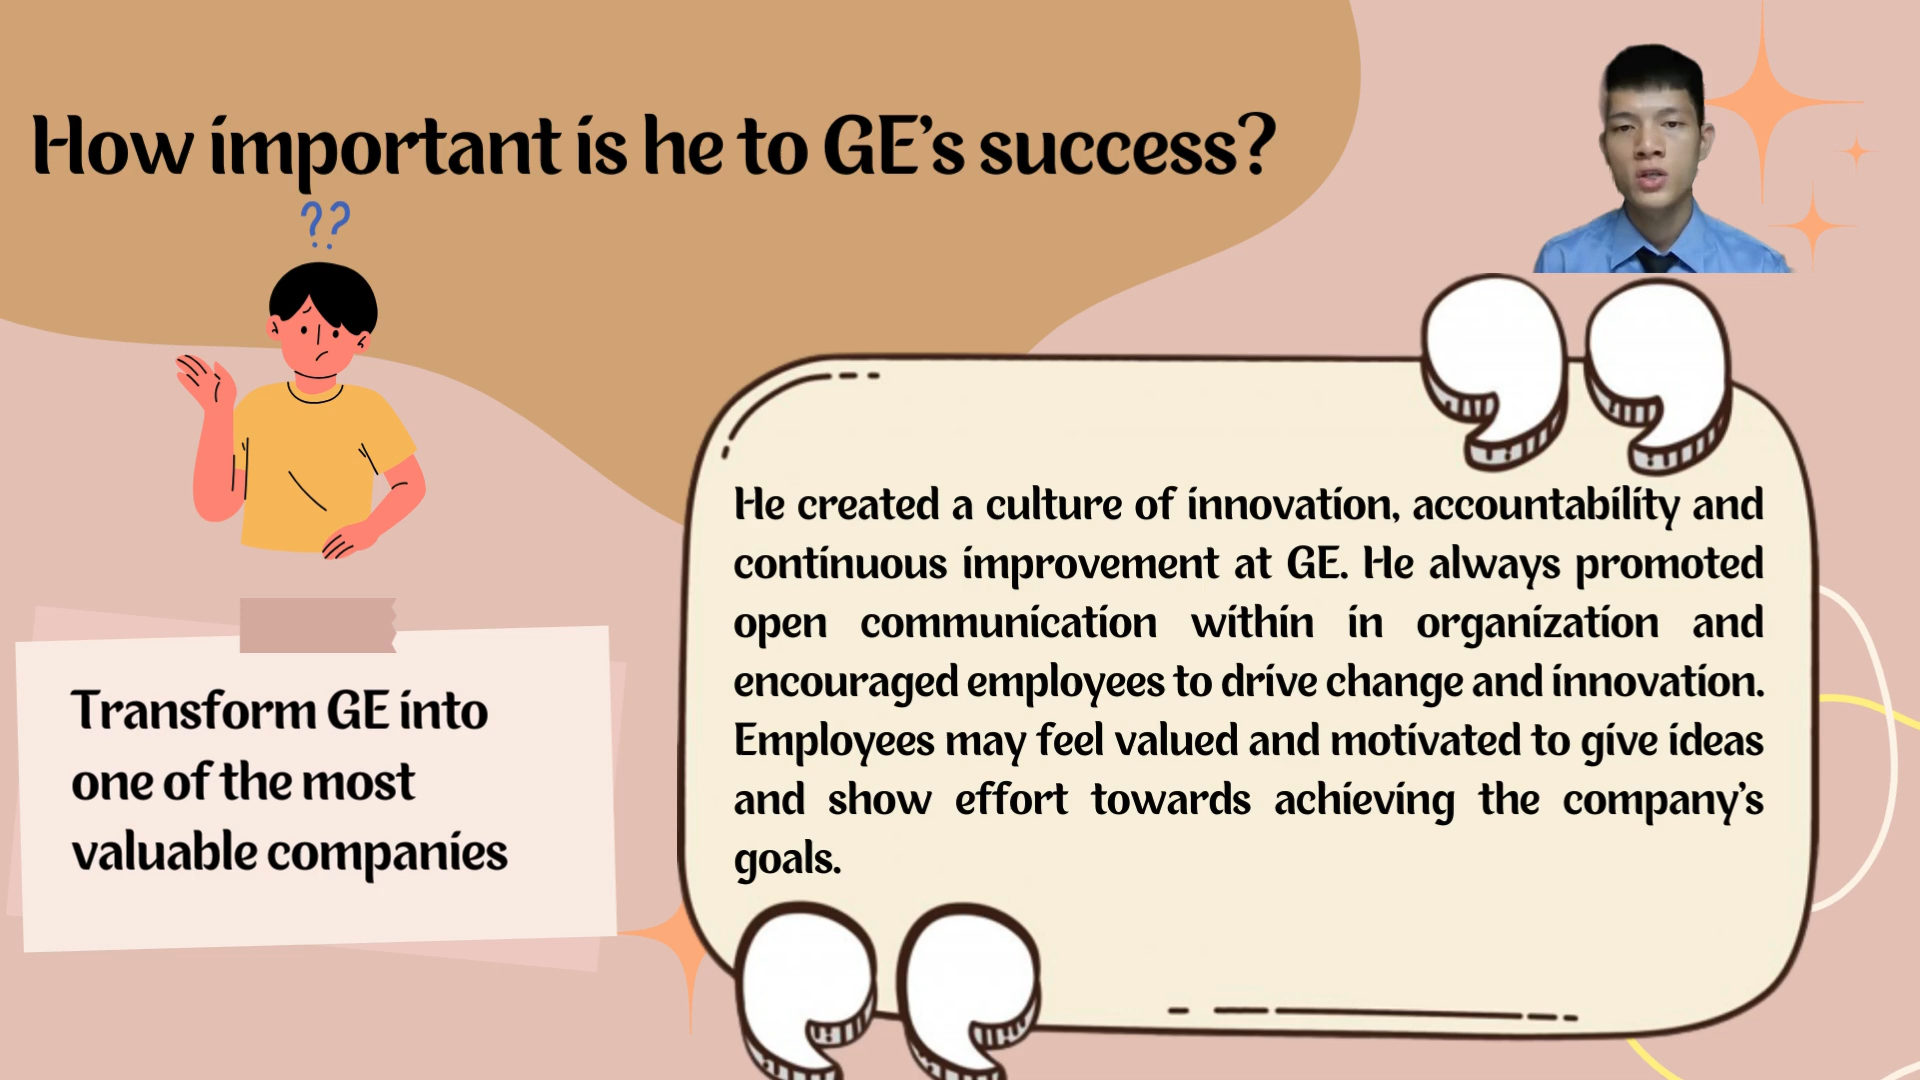 How important is he to GE’s success?
??
Transform GE into
one of the most
valuable companies
He created a culture of innovation, accountability and
continuous improvement at GE. He always promoted
open communication within in organization and
encouraged employees to drive change and innovation.
Employees may feel valued and motivated to give ideas
and show effort towards achieving the company’s
goals.